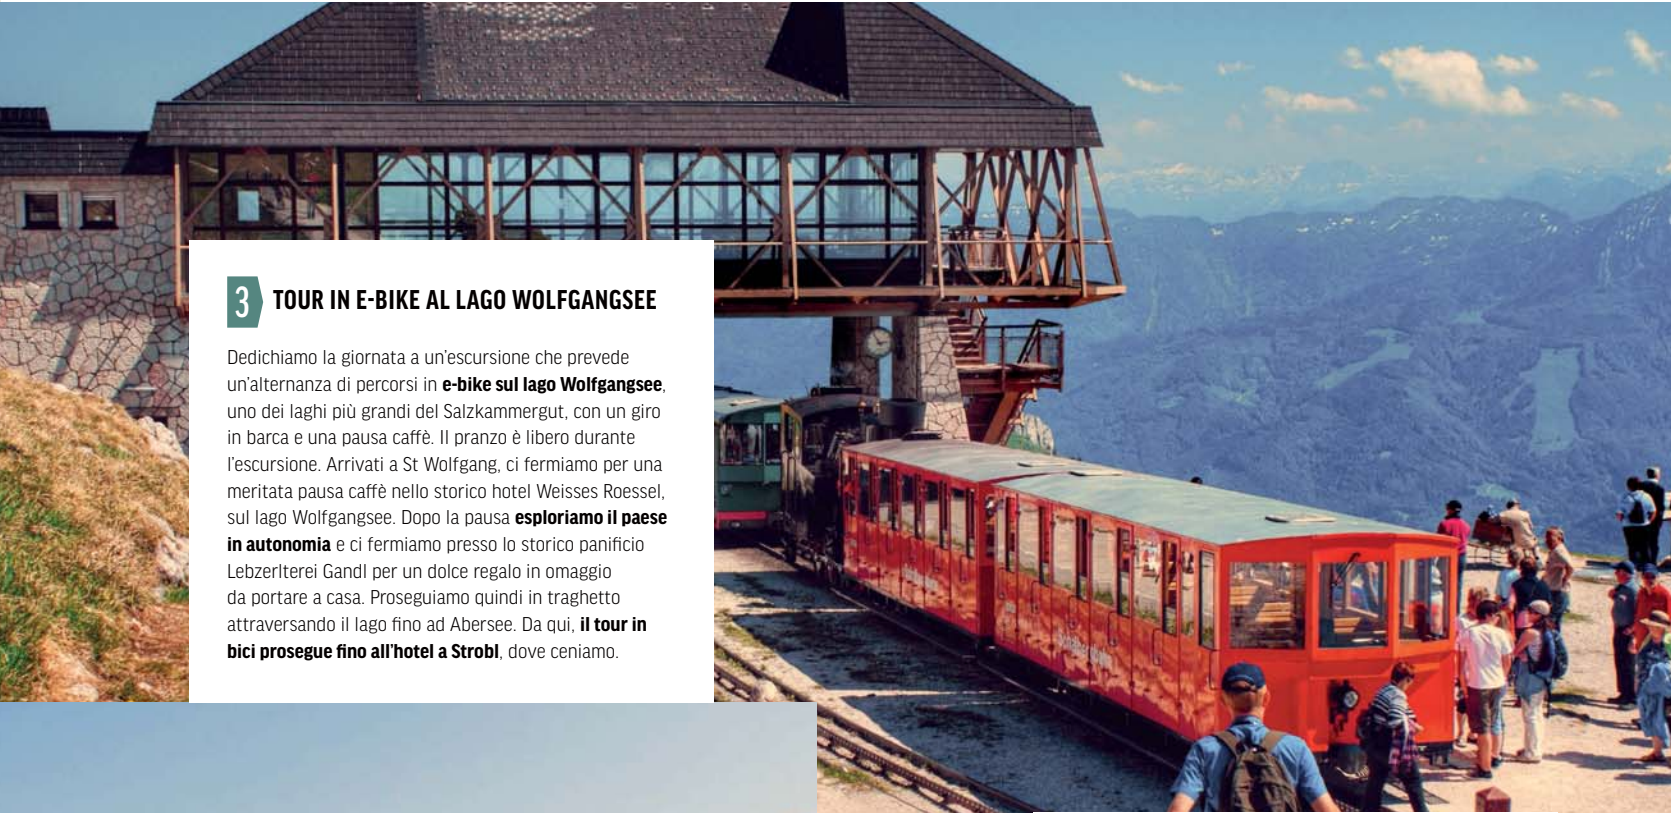 3 TOUR IN E-BIKE AL LAGO WOLFGANGSEE
Dedichiamo la giornata a un'escursione che prevede
un'alternanza di percorsi in e-bike sul lago Wolfgangsee,
uno dei laghi più grandi del Salzkammergut, con un giro
in barca e una pausa caffè. Il pranzo è libero durante
l'escursione. Arrivati a St Wolfgang, ci fermiamo per una
meritata pausa caffè nello storico hotel Weisses Roessel,
sul lago Wolfgangsee. Dopo la pausa esploriamo il paese
in autonomia e ci fermiamo presso lo storico panificio
Lebzerlterei Gandl per un dolce regalo in omaggio
da portare a casa. Proseguiamo quindi in traghetto
attraversando il lago fino ad Abersee. Da qui, il tour in
bici prosegue fino all'hotel a Strobl, dove ceniamo.